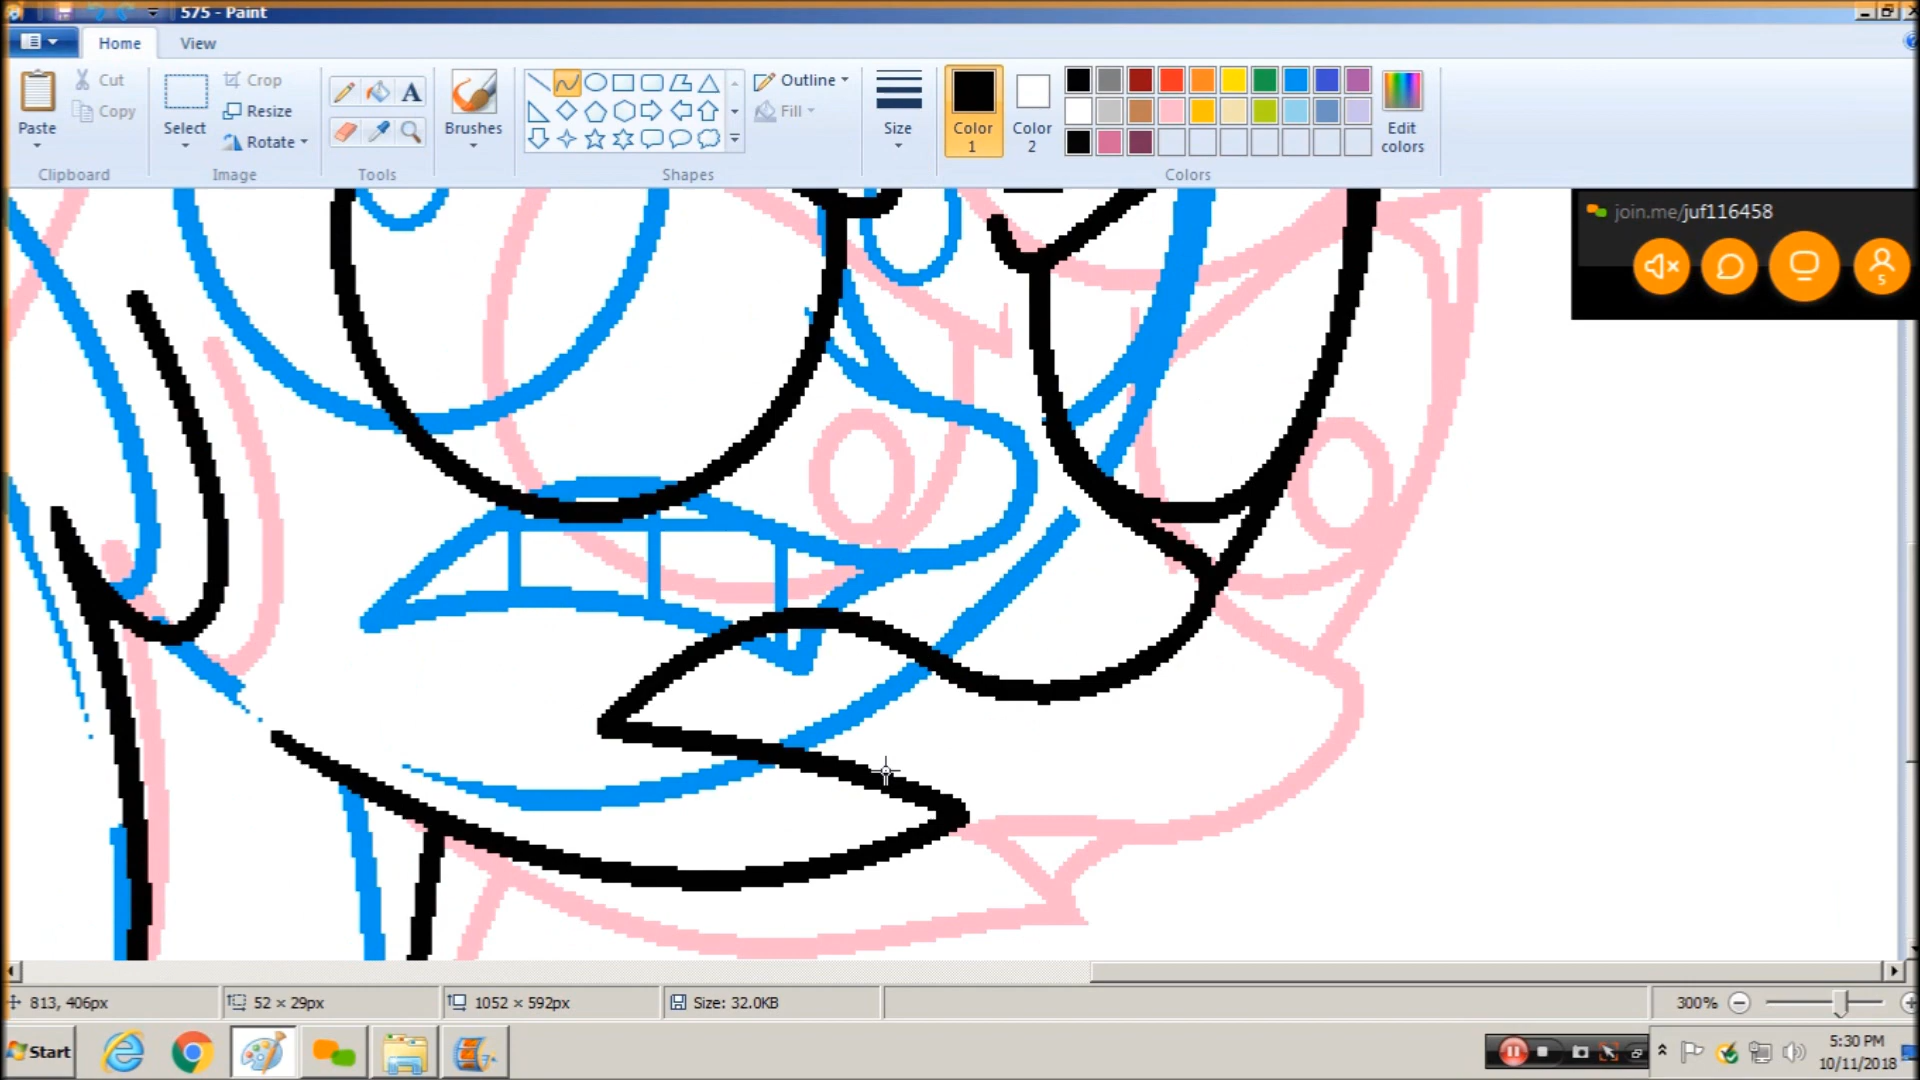 575 - Paint
Home View
Paste
Cut
Copy
Clipboard
Select
Crop
Resize
Rotate
Image
A
Tools
Brushes
Outline
Fill
Shapes
Size
Color 1
Color 2
Edit colors
Colors
join.me/juf116458
5
813, 406px
52 × 29px
1052 × 592px
Size: 32.0KB
300%
Start
5:30 PM
10/11/2018